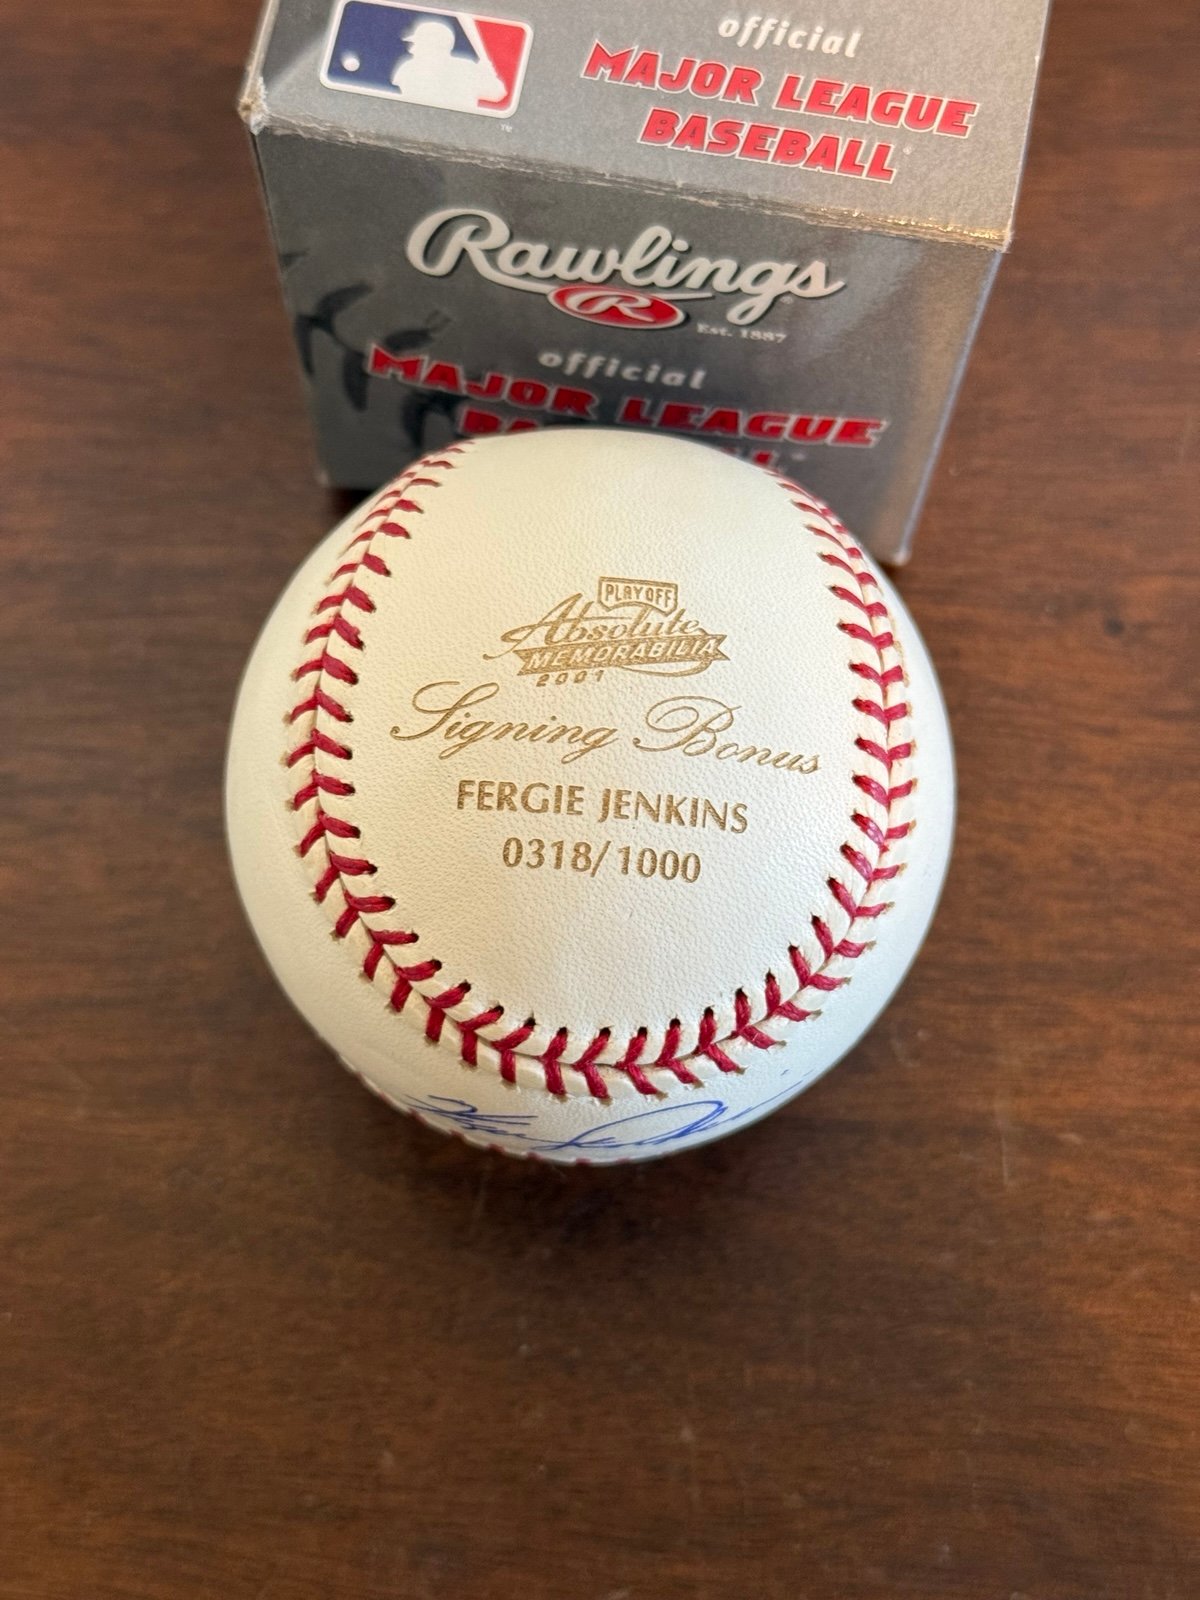 official
MAJOR LEAGUE
BASEBALL
Rawlings
R
Est. 1887
official
MAJOR LEAGUE
PLAYOFF
Absolute
MEMORABILIA
2001
Signing Bonus
FERGIE JENKINS
0318/1000